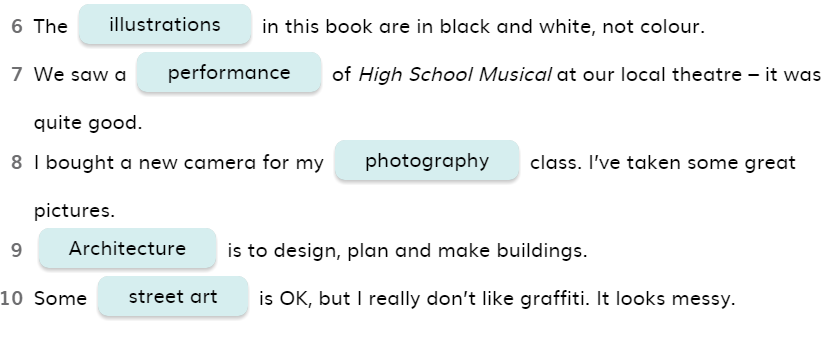 6 The illustrations in this book are in black and white, not colour.
7 We saw a performance of High School Musical at our local theatre – it was
quite good.
8 I bought a new camera for my photography class. I've taken some great
pictures.
9 Architecture is to design, plan and make buildings.
10 Some street art is OK, but I really don't like graffiti. It looks messy.